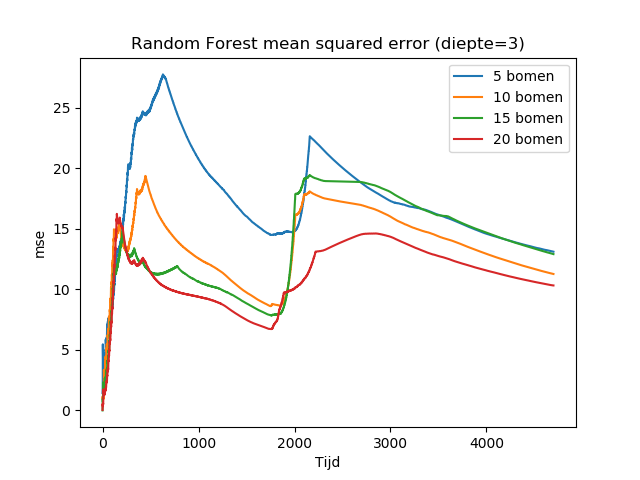 Random Forest mean squared error (diepte=3)
5 bomen
10 bomen
15 bomen
20 bomen
25
20
15
10
5
0
mse
0 1000 2000 3000 4000
Tijd